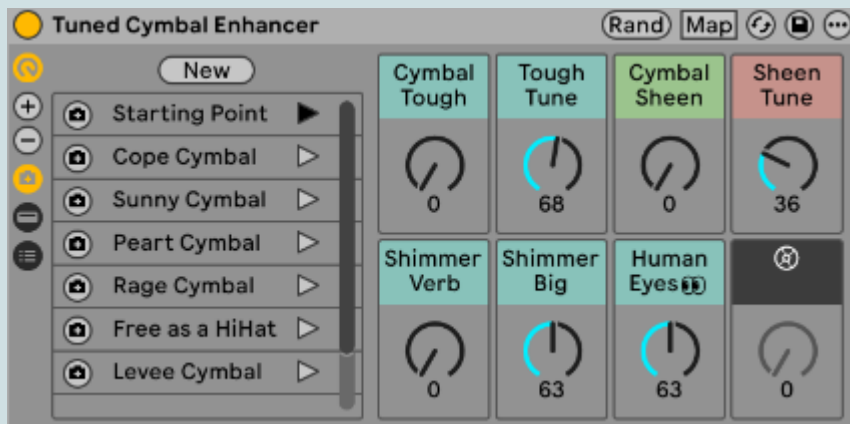 Tuned Cymbal Enhancer
Rand
Map
New
Starting Point
Cope Cymbal
Sunny Cymbal
Peart Cymbal
Rage Cymbal
Free as a HiHat
Levee Cymbal
Cymbal
Tough
0
Tough
Tune
68
Cymbal
Sheen
0
Sheen
Tune
36
Shimmer
Verb
0
Shimmer
Big
63
Human
Eyes👀
63
0